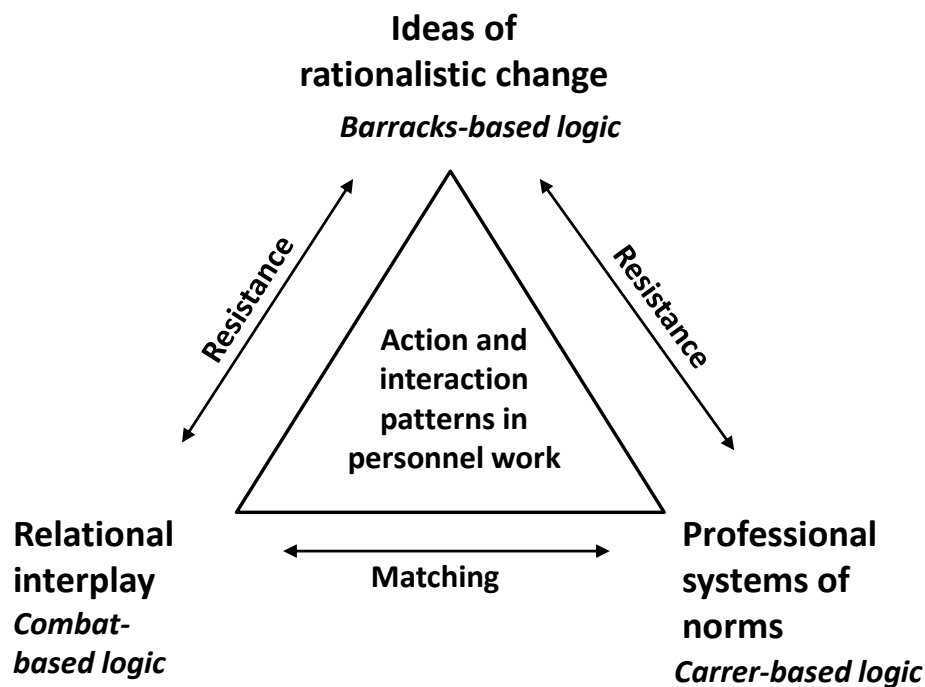 Ideas of
rationalistic change
Barracks-based logic
Resistance
Resistance
Action and
interaction
patterns in
personnel work
Relational
interplay
Combat-
based logic
Matching
Professional
systems of
norms
Carrer-based logic